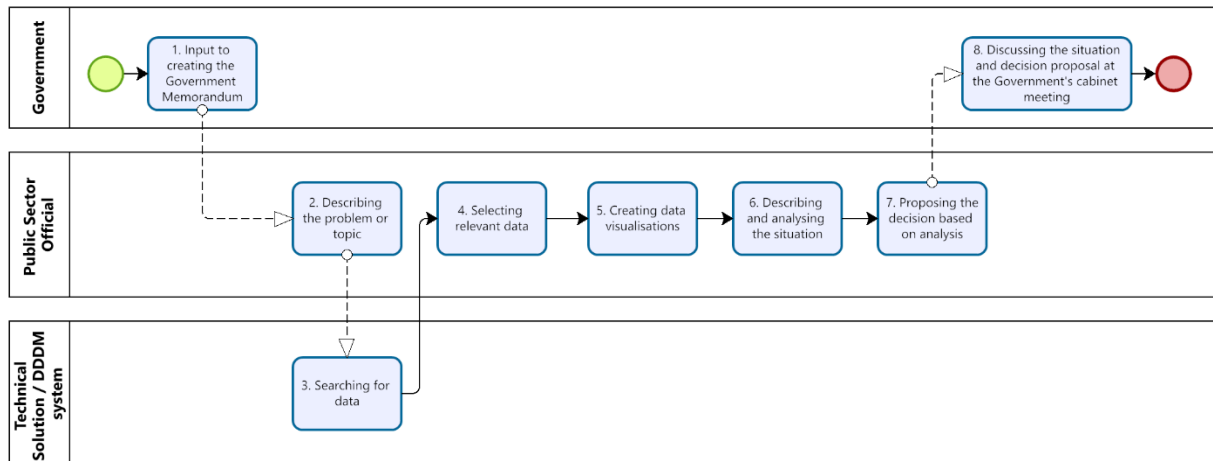 Government
1. Input to
creating the
Government
Memorandum
8. Discussing the situation
and decision proposal at
the Government's cabinet
meeting
Public Sector
Official
2. Describing
the problem or
topic
4. Selecting
relevant data
5. Creating data
visualisations
6. Describing
and analysing
the situation
7. Proposing the
decision based
on analysis
Technical
Solution / DDDM
system
3. Searching for
data